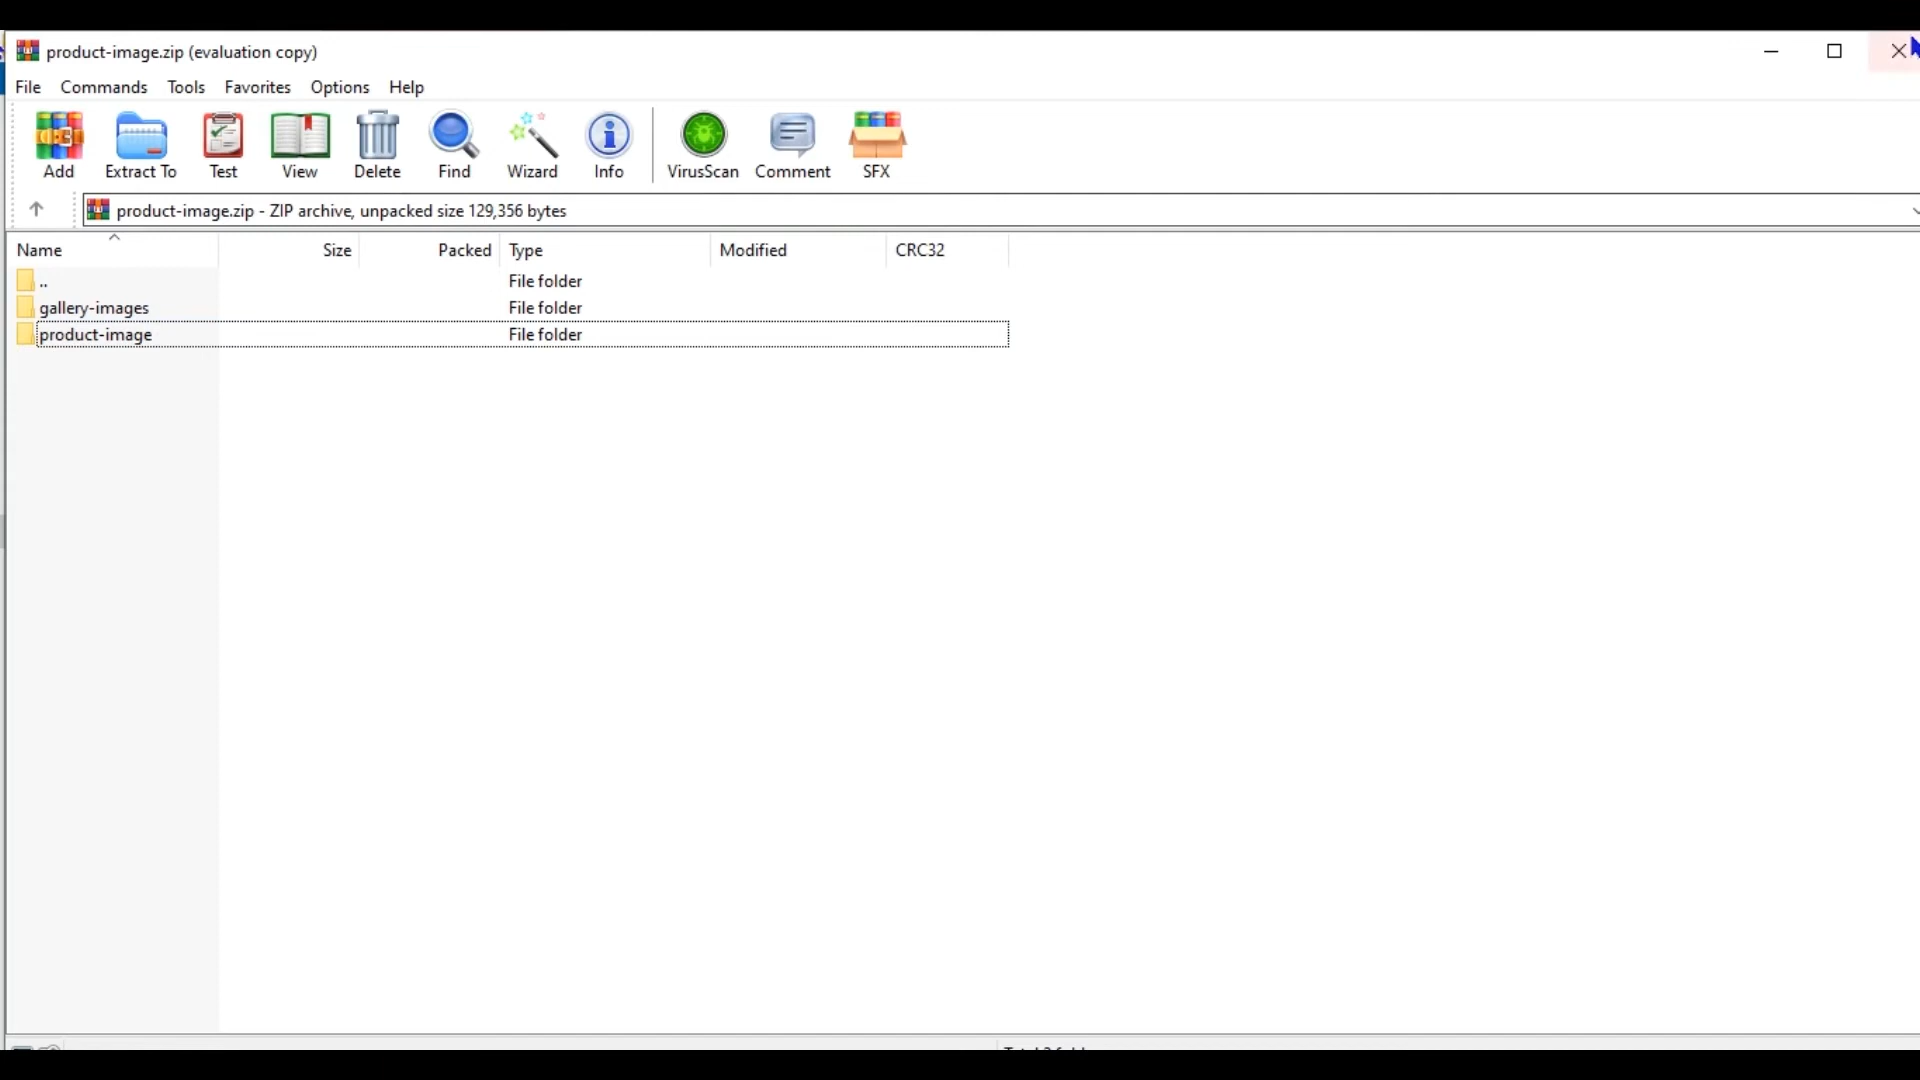 product-image.zip (evaluation copy)
File Commands Tools Favorites Options Help
Add Extract To Test View Delete Find Wizard Info VirusScan Comment SFX
product-image.zip - ZIP archive, unpacked size 129,356 bytes
Name Size Packed Type Modified CRC32
.. File folder
gallery-images File folder
product-image File folder